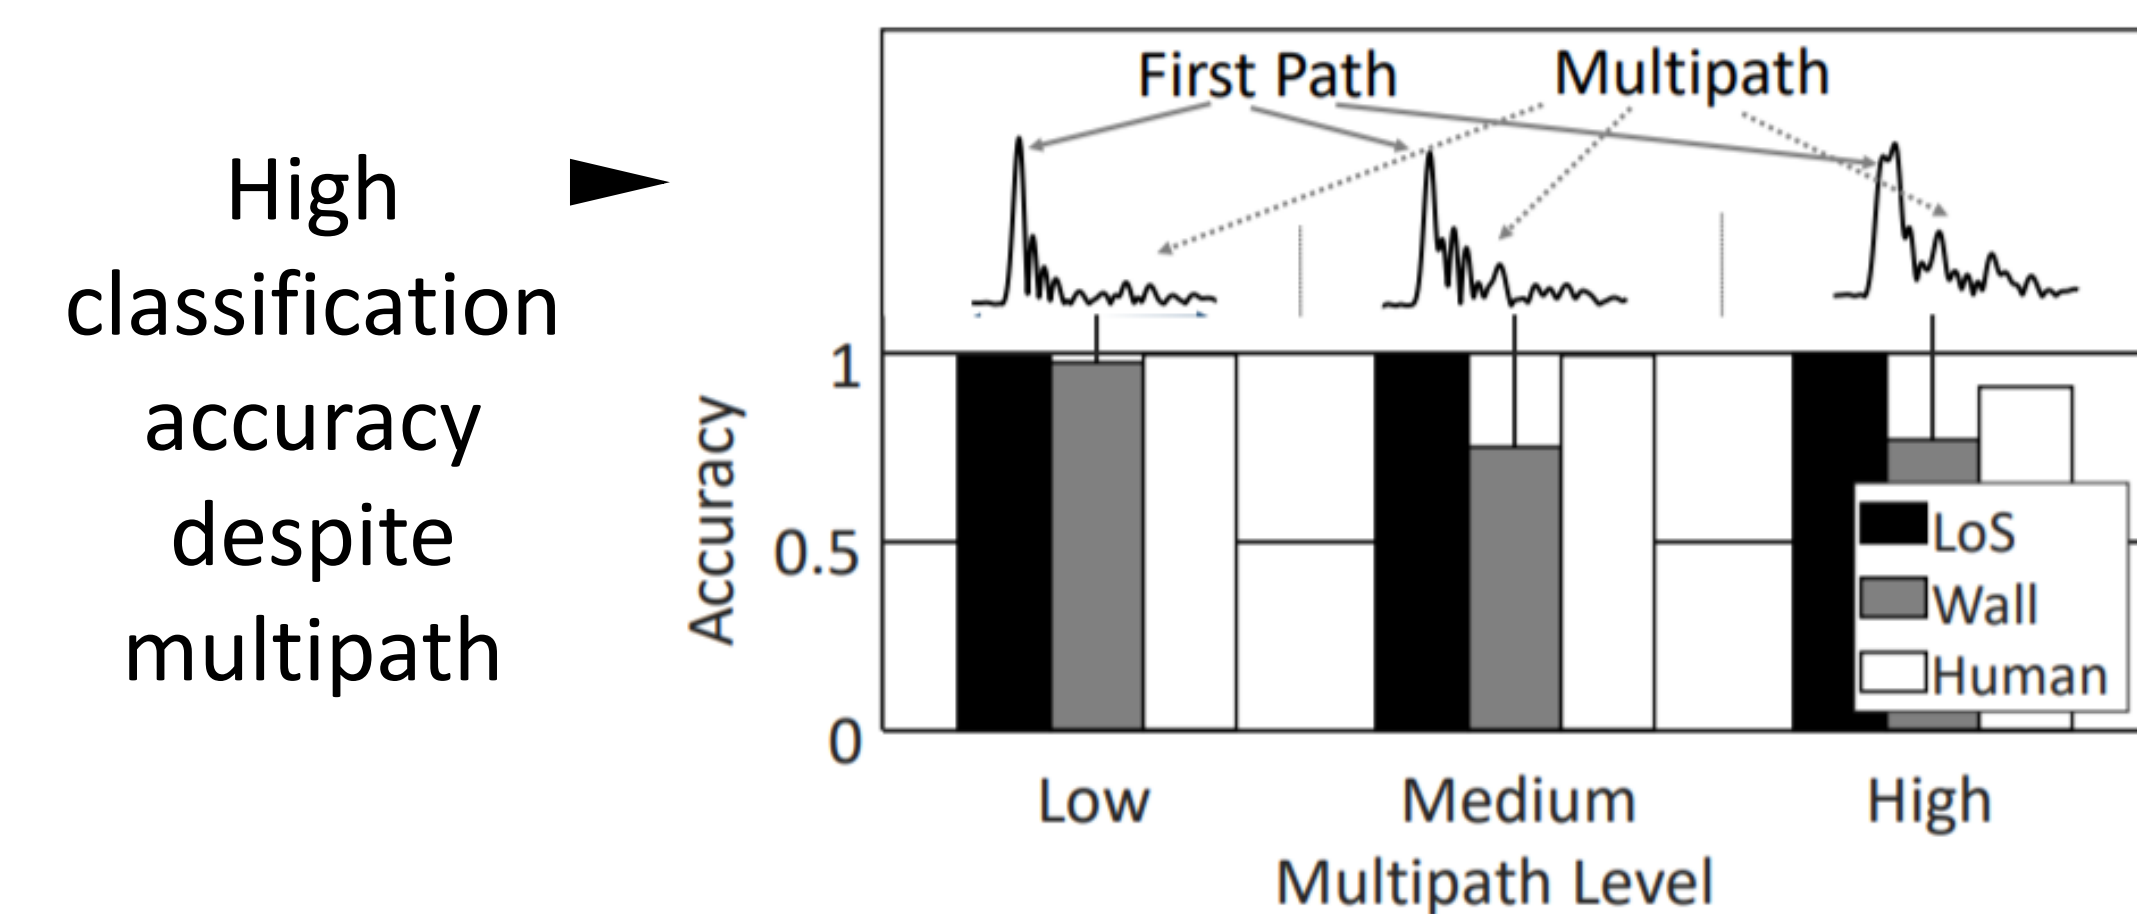 High
classification
accuracy
despite
multipath
First Path
Multipath
1
0.5
0
Accuracy
LoS
Wall
Human
Low
Medium
High
Multipath Level